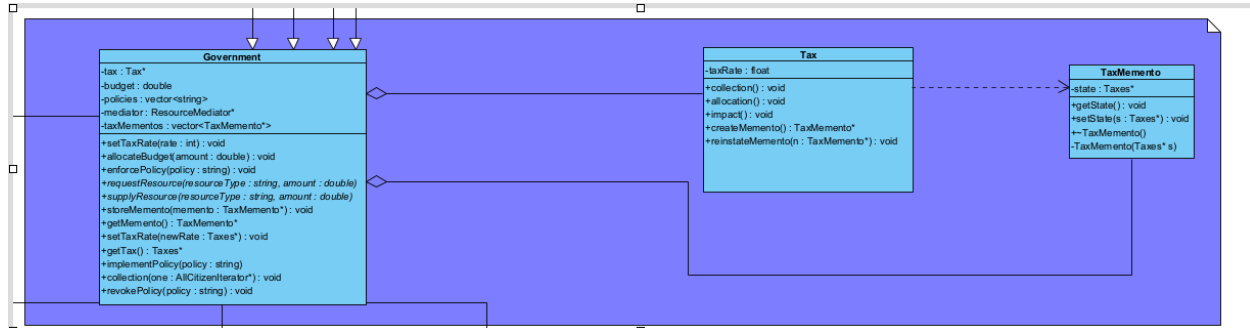 Government
-tax : Tax*
-budget : double
-policies : vector<string>
-mediator : ResourceMediator*
-taxMementos : vector<TaxMemento*>
+setTaxRate(rate : int) : void
+allocateBudget(amount : double) : void
+enforcePolicy(policy : string) : void
+requestResource(resourceType : string, amount : double)
+supplyResource(resourceType : string, amount : double)
+storeMemento(memento : TaxMemento*) : void
+getMemento() : TaxMemento*
+setTaxRate(newRate : Taxes*) : void
+getTax() : Taxes*
+implementPolicy(policy : string)
+collection(one : AllCitizenIterator*) : void
+revokePolicy(policy : string) : void
Tax
-taxRate : float
+collection() : void
+allocation() : void
+impact() : void
+createMemento() : TaxMemento*
+reinstateMemento(n : TaxMemento*) : void
TaxMemento
-state : Taxes*
+getState() : void
+setState(s : Taxes*) : void
+~TaxMemento()
-TaxMemento(Taxes* s)